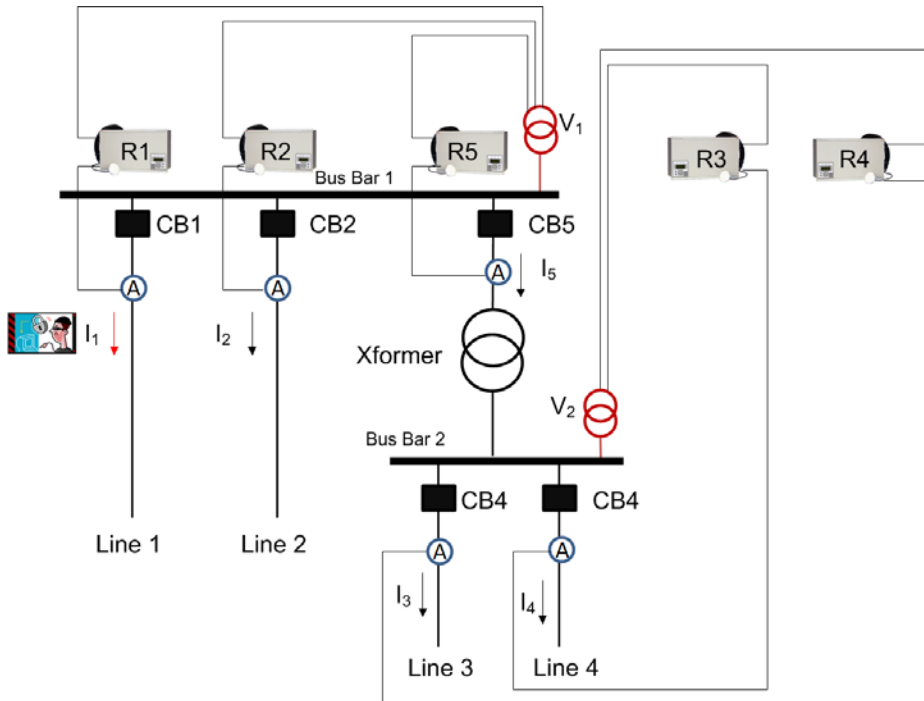 R1
R2
R5
V1
R3
R4
Bus Bar 1
CB1
CB2
CB5
A
A
A
I5
I1
I2
Xformer
V2
Bus Bar 2
CB4
CB4
Line 1
Line 2
A
A
I3
I4
Line 3
Line 4